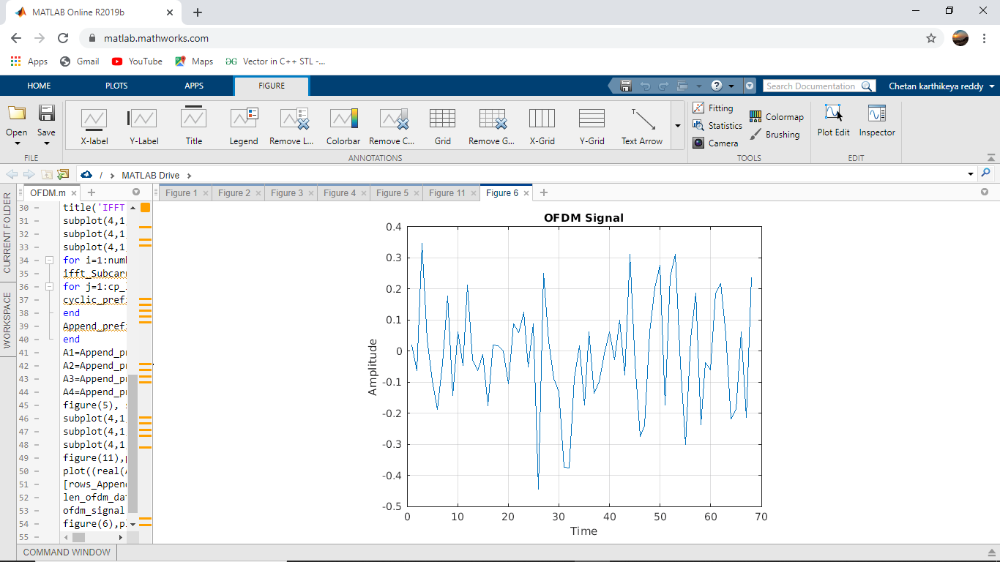 MATLAB Online R2019b
matlab.mathworks.com
Apps Gmail YouTube Maps Vector in C++ STL -...
HOME PLOTS APPS FIGURE Search Documentation Chetan karthikeya reddy
Open Save X-label Y-Label Title Legend Remove L... Colorbar Remove C... Grid Remove G... X-Grid Y-Grid Text Arrow Fitting Statistics Camera Colormap Brushing Plot Edit Inspector
FILE ANNOTATIONS TOOLS EDIT
/ MATLAB Drive
CURRENT FOLDER
WORKSPACE
OFDM.m
Figure 1 Figure 2 Figure 3 Figure 4 Figure 5 Figure 11 Figure 6
30 title('IFFT
31 subplot(4,1
32 subplot(4,1
33 subplot(4,1
34 for i=1:num
35 ifft_Subcar
36 for j=1:cp_
37 cyclic_pref
38 end
39 Append_pref
40 end
41 A1=Append_p
42 A2=Append_p
43 A3=Append_p
44 A4=Append_p
45 figure(5),
46 subplot(4,1
47 subplot(4,1
48 subplot(4,1
49 figure(11),
50 plot((real(
51 [rows_Appen
52 len_ofdm_da
53 ofdm_signal
54 figure(6),p
55
OFDM Signal
0.4
0.3
0.2
0.1
0
-0.1
-0.2
-0.3
-0.4
-0.5
Amplitude
0 10 20 30 40 50 60 70
Time
COMMAND WINDOW